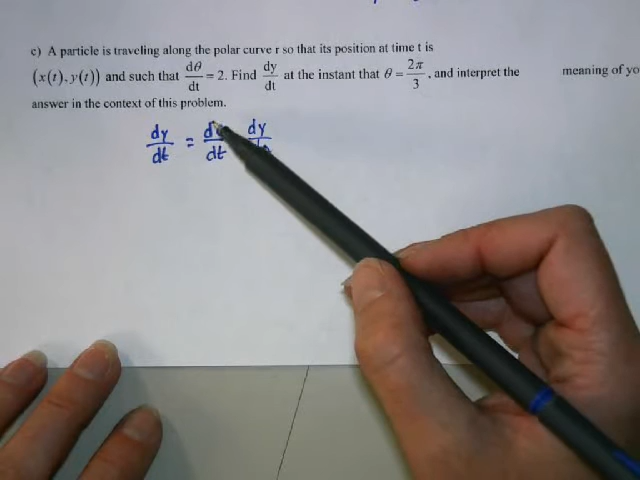 c) A particle is traveling along the polar curve r so that its position at time t is
(x(t), y(t)) and such that dθ/dt = 2. Find dy/dt at the instant that θ = 2π/3, and interpret the meaning of
answer in the context of this problem.
dy/dt = dy